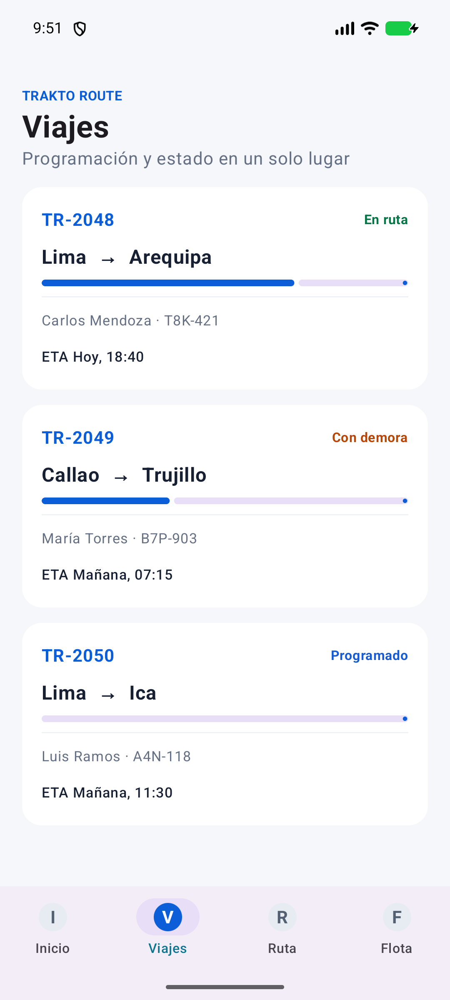 9:51
TRAKTO ROUTE
Viajes
Programación y estado en un solo lugar
TR-2048
En ruta
Lima → Arequipa
Carlos Mendoza · T8K-421
ETA Hoy, 18:40
TR-2049
Con demora
Callao → Trujillo
María Torres · B7P-903
ETA Mañana, 07:15
TR-2050
Programado
Lima → Ica
Luis Ramos · A4N-118
ETA Mañana, 11:30
I
V
R
F
Inicio
Viajes
Ruta
Flota